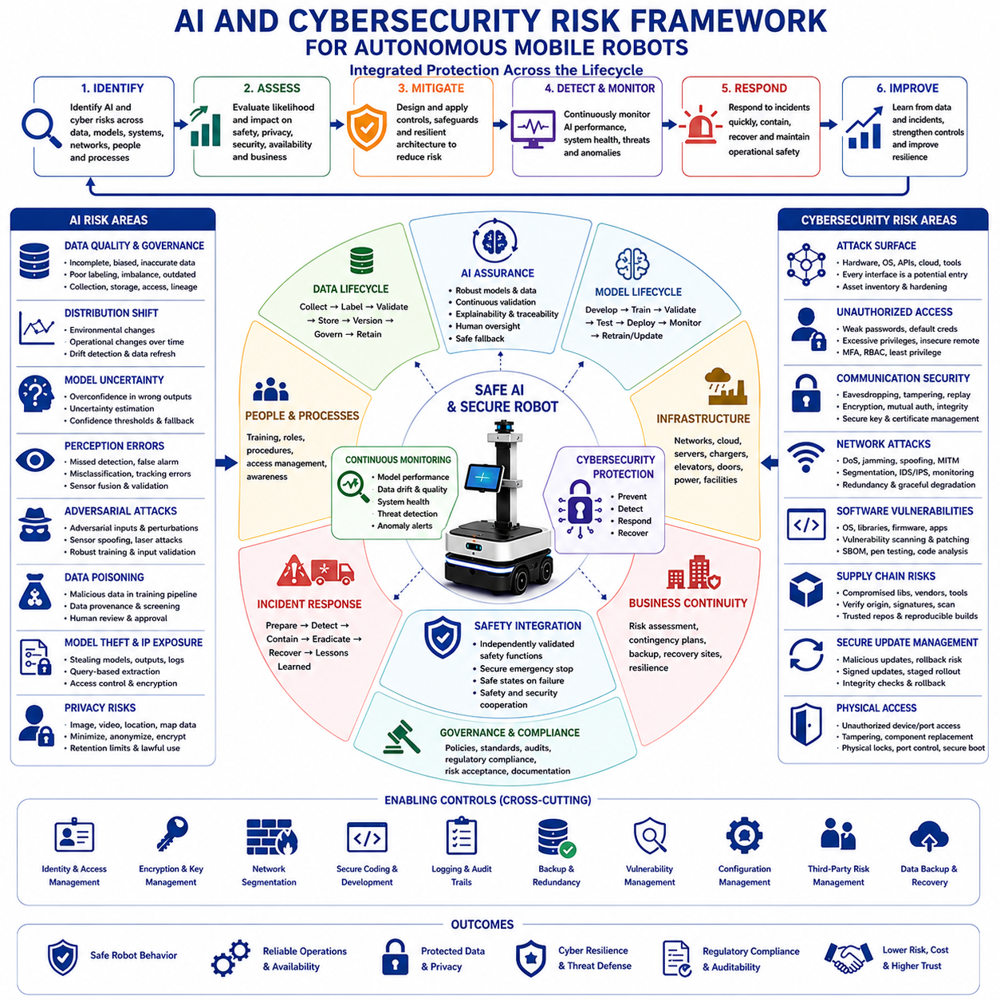 AI AND CYBERSECURITY RISK FRAMEWORK
FOR AUTONOMOUS MOBILE ROBOTS
Integrated Protection Across the Lifecycle
1. IDENTIFY
Identify AI and
cyber risks across
data, models, systems,
networks, people
and processes
2. ASSESS
Evaluate likelihood
and impact on
safety, privacy,
security, availability
and business
3. MITIGATE
Design and apply
controls, safeguards
and resilient
architecture to
reduce risk
4. DETECT & MONITOR
Continuously monitor
AI performance,
system health, threats
and anomalies
5. RESPOND
Respond to incidents
quickly, contain,
recover and maintain
operational safety
6. IMPROVE
Learn from data
and incidents,
strengthen controls
and improve
resilience
AI RISK AREAS
DATA QUALITY & GOVERNANCE
• Incomplete, biased, inaccurate data
• Poor labeling, imbalance, outdated
• Collection, storage, access, lineage
DISTRIBUTION SHIFT
• Environmental changes
· Operational changes over time
• Drift detection & data refresh
MODEL UNCERTAINTY
• Overconfidence in wrong outputs
• Uncertainty estimation
• Confidence thresholds & fallback
PERCEPTION ERRORS
• Missed detection, false alarm
• Misclassification, tracking errors
• Sensor fusion & validation
ADVERSARIAL ATTACKS
• Adversarial inputs & perturbations
• Sensor spoofing, laser attacks
• Robust training & input validation
DATA POISONING
• Malicious data in training pipeline
• Data provenance & screening
• Human review & approval
MODEL THEFT & IP EXPOSURE
• Stealing models, outputs, logs
• Query-based extraction
• Access control & encryption
PRIVACY RISKS
· Image, video, location, map data
• Minimize, anonymize, encrypt
• Retention limits & lawful use
DATA LIFECYCLE
Collect → Label → Validate
→ Store → Version →
Govern → Retain
AI ASSURANCE
• Robust models & data
• Continuous validation
• Explainability & traceability
• Human oversight
• Safe fallback
MODEL LIFECYCLE
Develop → Train → Validate
→ Test → Deploy → Monitor
→ Retrain/Update
PEOPLE & PROCESSES
Training, roles,
procedures,
access management,
awareness
SAFE AI
& SECURE ROBOT
INFRASTRUCTURE
Networks, cloud,
servers, chargers,
elevators, doors,
power, facilities
CONTINUOUS MONITORING
• Model performance
· Data drift & quality
• System health
· Threat detection
• Anomaly alerts
CYBERSECURITY
PROTECTION
• Prevent
• Detect
• Respond
• Recover
INCIDENT RESPONSE
Prepare → Detect →
Contain → Eradicate →
Recover → Lessons
Learned
SAFETY INTEGRATION
• Independently validated
safety functions
• Secure emergency stop
• Safe states on failure
• Safety and security
cooperation
BUSINESS CONTINUITY
Risk assessment,
contingency plans,
backup, recovery sites,
resilience
GOVERNANCE & COMPLIANCE
Policies, standards, audits,
regulatory compliance,
risk acceptance, documentation
CYBERSECURITY RISK AREAS
ATTACK SURFACE
• Hardware, OS, APIs, cloud, tools
• Every interface is a potential entry
• Asset inventory & hardening
UNAUTHORIZED ACCESS
• Weak passwords, default creds
• Excessive privileges, insecure remote
• MFA, RBAC, least privilege
COMMUNICATION SECURITY
• Eavesdropping, tampering, replay
• Encryption, mutual auth, integrity
• Secure key & certificate management
NETWORK ATTACKS
• DoS, jamming, spoofing, MITM
• Segmentation, IDS/IPS, monitoring
• Redundancy & graceful degradation
SOFTWARE VULNERABILITIES
• OS, libraries, firmware, apps
• Vulnerability scanning & patching
• SBOM, pen testing, code analysis
SUPPLY CHAIN RISKS
• Compromised libs, vendors, tools
• Verify origin, signatures, scan
• Trusted repos & reproducible builds
SECURE UPDATE MANAGEMENT
• Malicious updates, rollback risk
• Signed updates, staged rollout
• Integrity checks & rollback
PHYSICAL ACCESS
• Unauthorized device/port access
• Tampering, component replacement
• Physical locks, port control, secure boot
ENABLING CONTROLS (CROSS-CUTTING)
Identity & Access
Management
Encryption & Key
Management
Network
Segmentation
Secure Coding &
Development
Logging & Audit
Trails
Backup &
Redundancy
Vulnerability
Management
Configuration
Management
Third-Party Risk
Management
Data Backup &
Recovery
OUTCOMES
Safe Robot Behavior
Reliable Operations
& Availability
Protected Data
& Privacy
Cyber Resilience
& Threat Defense
Regulatory Compliance
& Auditability
Lower Risk, Cost
& Higher Trust